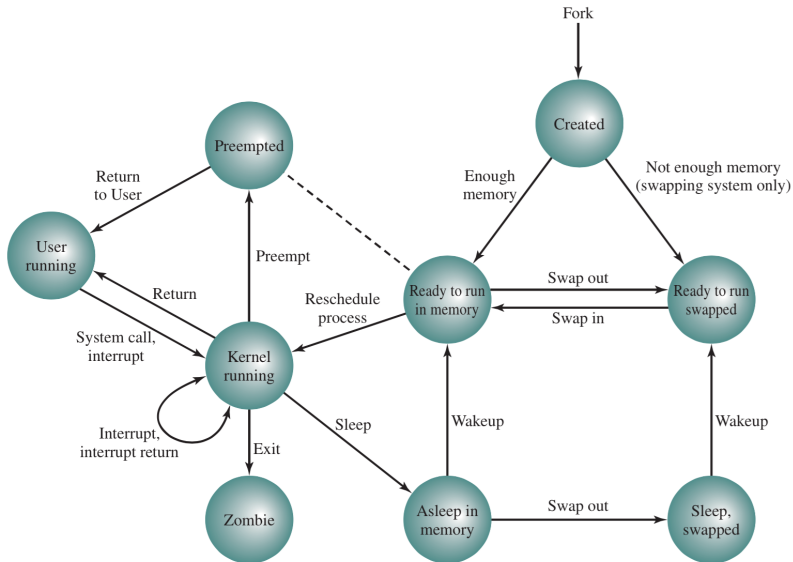 Fork
Created
Preempted
Enough
memory
Not enough memory
(swapping system only)
Return
to User
User
running
Preempt
Return
Reschedule
process
Ready to run
in memory
Swap out
Swap in
Ready to run
swapped
System call,
interrupt
Kernel
running
Interrupt,
interrupt return
Sleep
Exit
Wakeup
Wakeup
Zombie
Asleep in
memory
Swap out
Sleep,
swapped